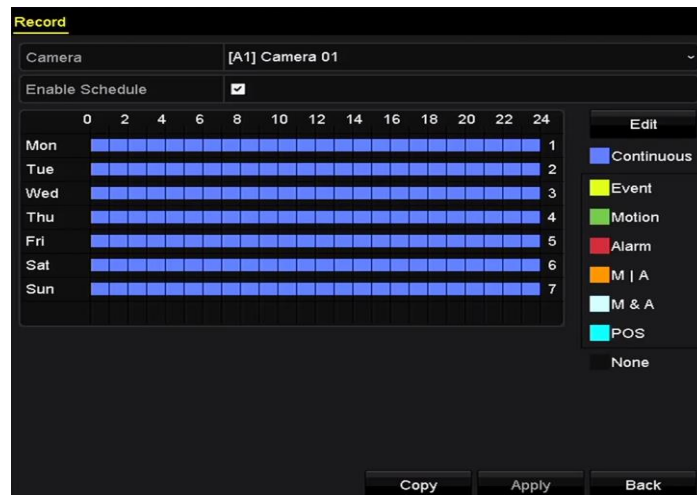 Record
Camera [A1] Camera 01
Enable Schedule
0 2 4 6 8 10 12 14 16 18 20 22 24
Edit
Mon 1
Continuous
Tue 2
Event
Wed 3
Motion
Thu 4
Alarm
Fri 5
M | A
Sat 6
M & A
Sun 7
POS
None
Copy Apply Back